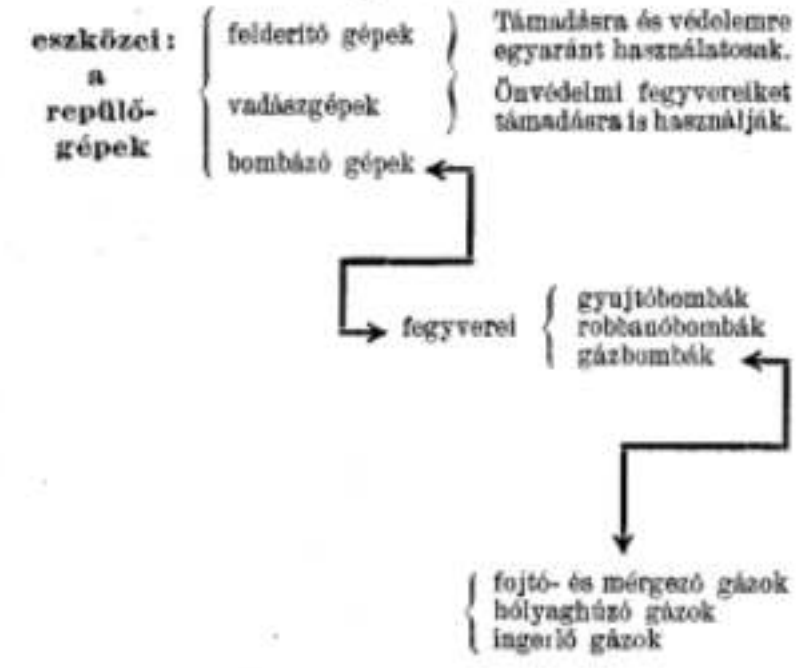 eszközei:
a
repülő-
gépek
felderítő gépek
Támadásra és védelemre
egyaránt használatosak.
vadászgépek
Önvédelmi fegyvereiket
támadásra is használják.
bombázó gépek
fegyverei
gyujtóbombák
robbanóbombák
gázbombák
fojtó- és mérgező gázok
hólyaghúzó gázok
ingerlő gázok